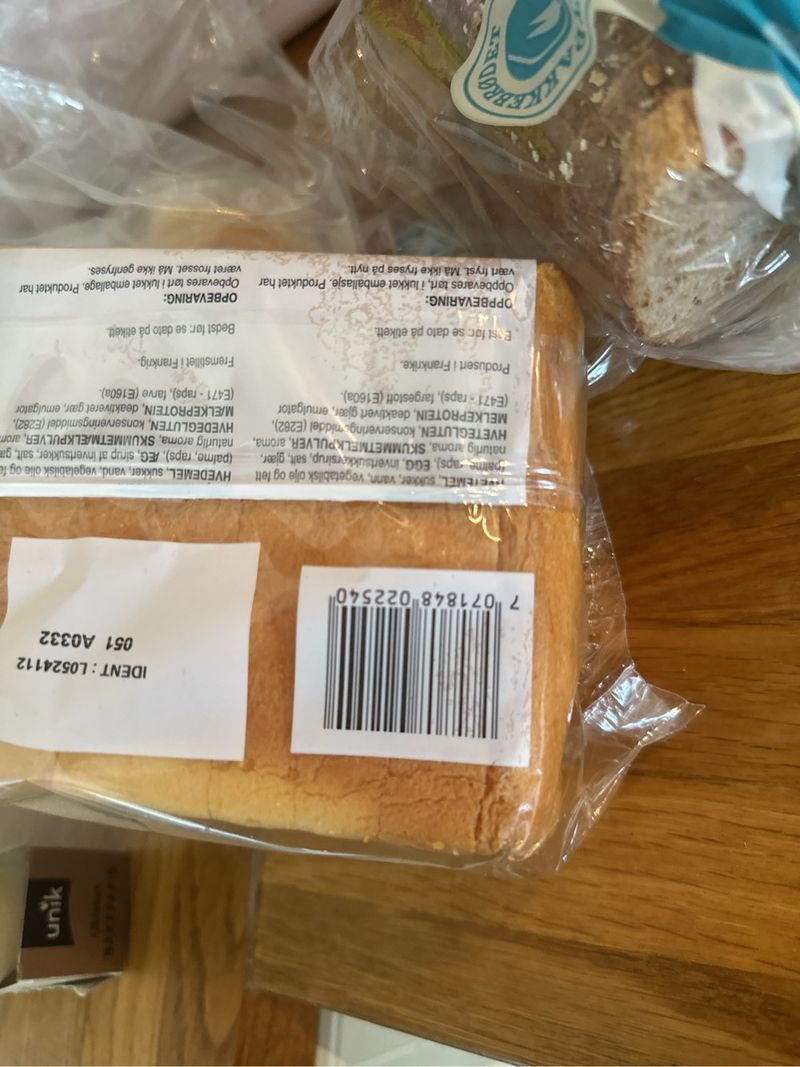 HVETEMEL, sukker, vann, vegetabilsk olje og fett
(palme, raps), EGG, invertsukkersirup, salt, gjær,
naturlig aroma, SKUMMETMELKPULVER, aroma,
HVETEGLUTEN, konserveringsmiddel (E282),
MELKEPROTEIN, deaktivert gjær, emulgator
(E471 - raps), fargestoff (E160a).
Produsert i Frankrike.
Best før: se dato på etikett.
OPPBEVARING:
Oppbevares tørt, i lukket emballasje. Produktet har
vært fryst. Må ikke fryses på nytt.
HVEDEMEL, sukker, vand, vegetabilsk olie og
(palme, raps), ÆG, sirup af invertsukker, salt,
naturlig aroma, SKUMMETMÆLKPULVER,
HVEDEGLUTEN, konserveringsmiddel (E282),
MÆLKEPROTEIN, deaktiveret gær, emulgator
(E471 - raps), farve (E160a).
Fremstillet i Frankrig.
Bedst før: se dato på etikett.
OPBEVARING:
Opbevares tørt i lukket emballage. Produktet har
været frosset. Må ikke genfryses.
7 071848 022540
IDENT : L0524112
051 A0332
unik